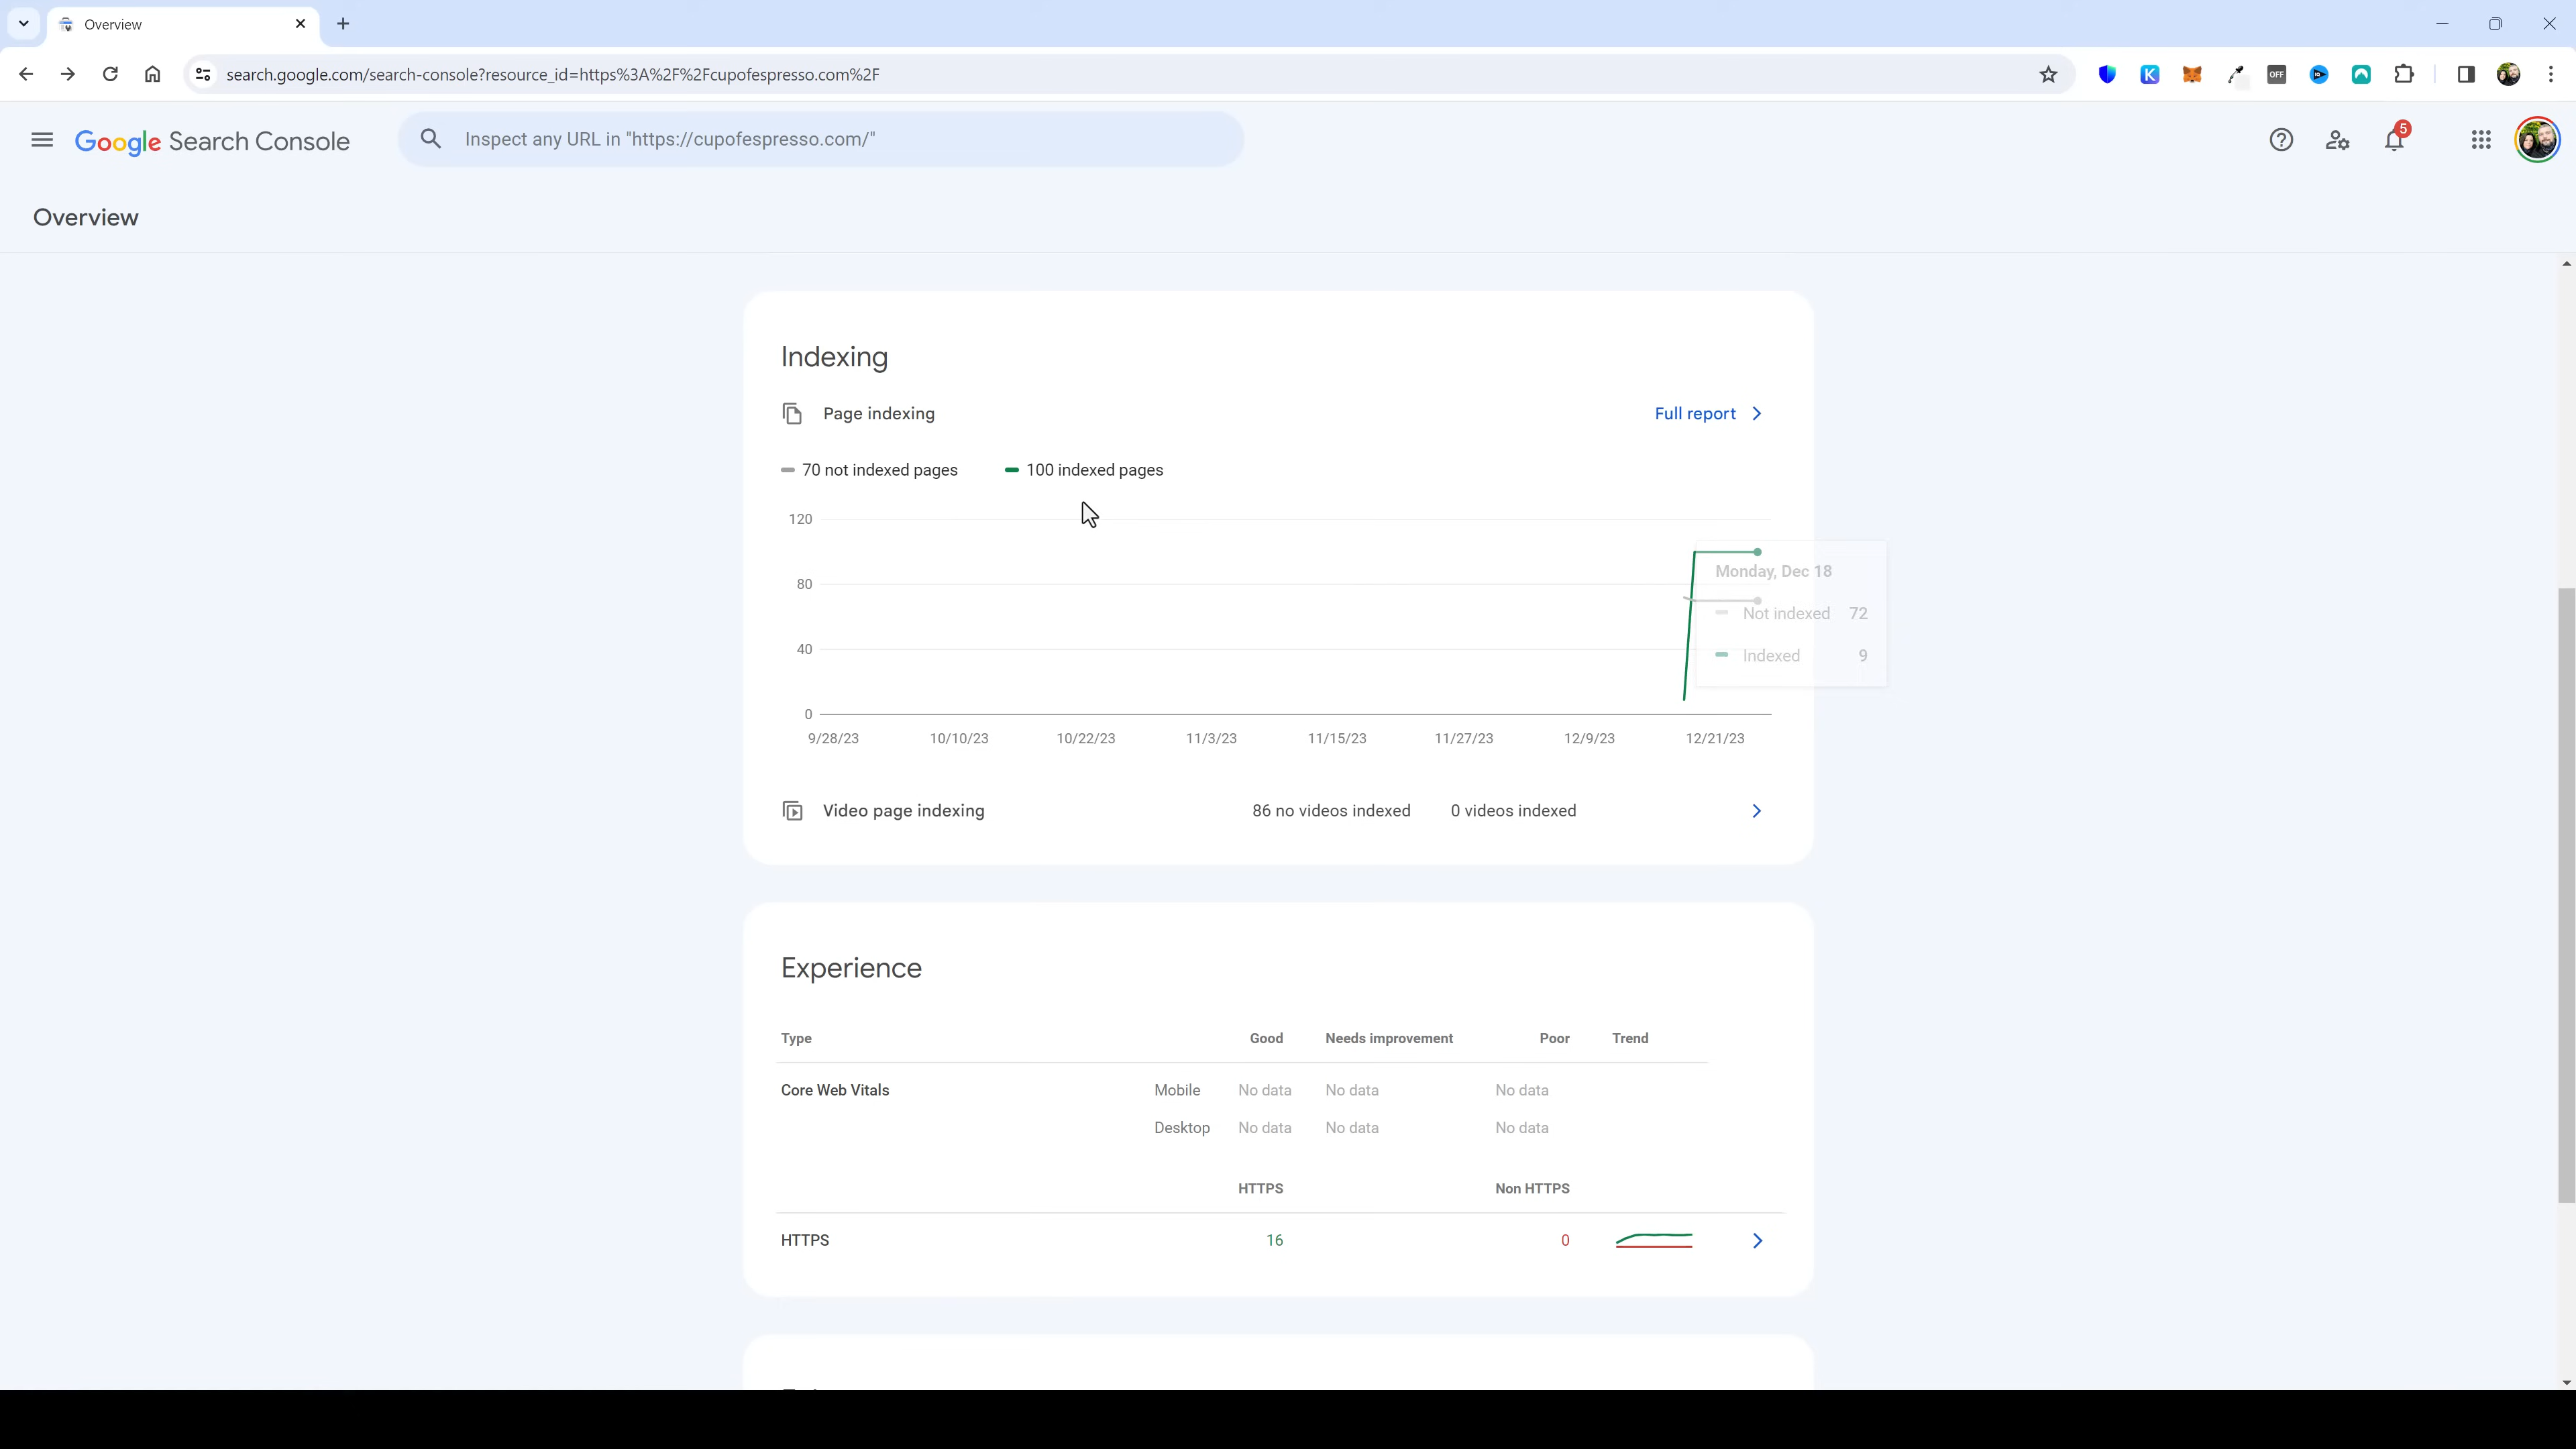 Overview
search.google.com/search-console?resource_id=https%3A%2F%2Fcupofespresso.com%2F
K
OFF
Google Search Console
Inspect any URL in "https://cupofespresso.com/"
5
Overview
Indexing
Page indexing
Full report
70 not indexed pages
100 indexed pages
120
80
40
0
Monday, Dec 18
Not indexed 72
Indexed 9
9/28/23 10/10/23 10/22/23 11/3/23 11/15/23 11/27/23 12/9/23 12/21/23
Video page indexing 86 no videos indexed 0 videos indexed
Experience
Type Good Needs improvement Poor Trend
Core Web Vitals Mobile No data No data No data
Desktop No data No data No data
HTTPS Non HTTPS
HTTPS 16 0